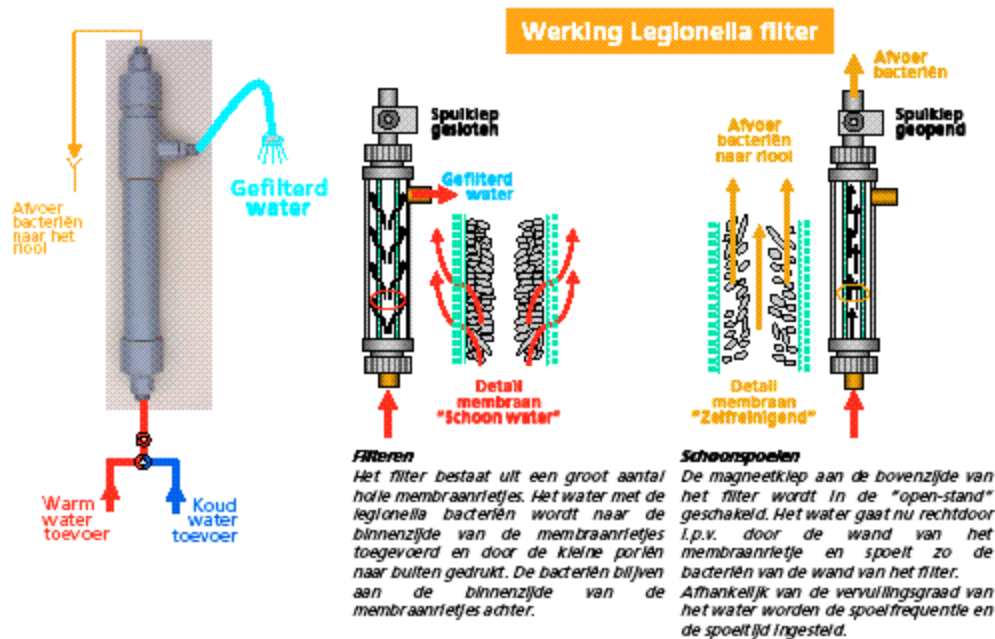 Werking Legionella filter
Afvoer
bacteriën
naar het
riool
Gefilterd
water
Warm
water
toevoer
Koud
water
toevoer
Spuiklep
gesloten
Gefilterd
water
Detail
membraan
"Schoon water"
Afvoer
bacteriën
naar riool
Afvoer
bacteriën
Spuiklep
geopend
Detail
membraan
"Zelfreinigend"
Filteren
Het filter bestaat uit een groot aantal
holle membraanrietjes. Het water met de
legionella bacteriën wordt naar de
binnenzijde van de membraanrietjes
toegevoerd en door de kleine poriën
naar buiten gedrukt. De bacteriën blijven
aan de binnenzijde van de
membraanrietjes achter.
Schoonspoelen
De magneetklep aan de bovenzijde van
het filter wordt in de "open-stand"
geschakeld. Het water gaat nu rechtdoor
i.p.v. door de wand van het
membraanrietje en spoelt zo de
bacteriën van de wand van het filter.
Afhankelijk van de vervuilingsgraad van
het water worden de spoelfrequentie en
de spoeltijd ingesteld.